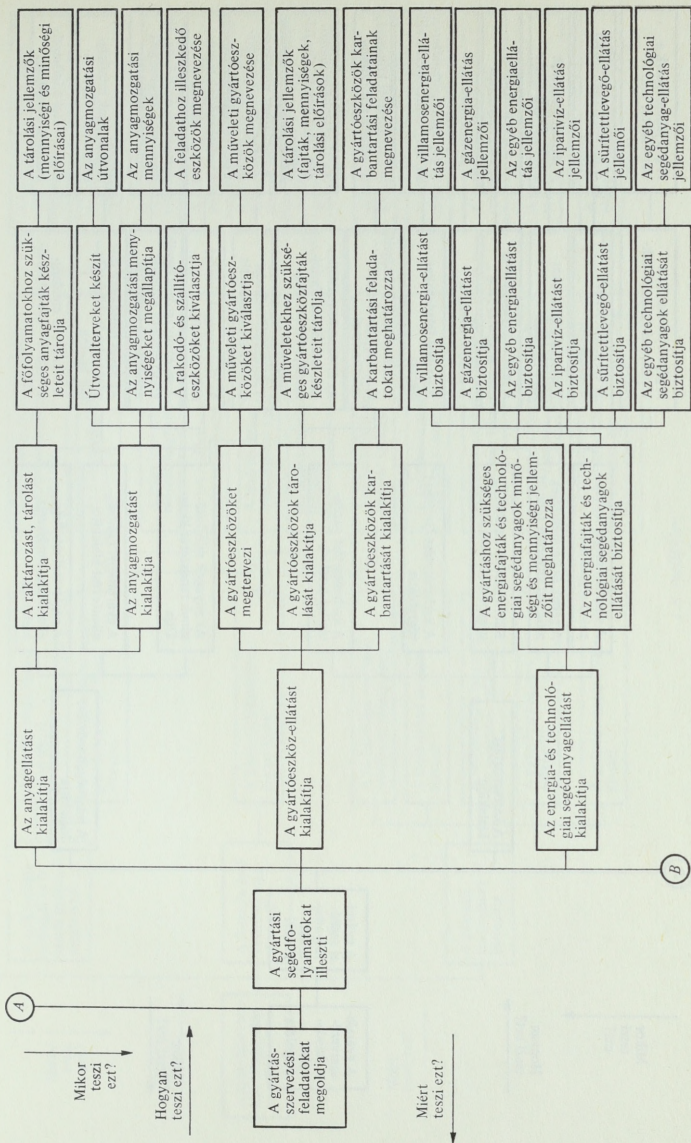 A
Mikor
teszi
ezt?
Hogyan
teszi ezt?
A gyártás-
szervezési
feladatokat
megoldja
Miért
teszi ezt?
A gyártási
segédfo-
lyamatokat
illeszti
B
Az anyagellátást
kialakítja
A gyártóeszköz-ellátást
kialakítja
Az energia- és technoló-
giai segédanyagellátást
kialakítja
A raktározást, tárolást
kialakítja
Az anyagmozgatást
kialakítja
A gyártóeszközöket
megtervezi
A gyártóeszközök táro-
lását kialakítja
A gyártóeszközök kar-
bantartását kialakítja
A gyártáshoz szükséges
energiafajták és technoló-
giai segédanyagok minő-
ségi és mennyiségi jellem-
zőit meghatározza
Az energiafajták és tech-
nológiai segédanyagok
ellátását biztosítja
A főfolyamatokhoz szük-
séges anyagfajták kész-
leteit tárolja
Útvonalterveket készít
Az anyagmozgatási meny-
nyiségeket megállapítja
A rakodó- és szállító-
eszközöket kiválasztja
A műveleti gyártóesz-
közöket kiválasztja
A műveletekhez szüksé-
ges gyártóeszközfajták
készleteit tárolja
A karbantartási felada-
tokat meghatározza
A villamosenergia-ellátást
biztosítja
A gázenergia-ellátást
biztosítja
Az egyéb energiaellátást
biztosítja
Az iparivíz-ellátást
biztosítja
A sűrítettlevegő-ellátást
biztosítja
Az egyéb technológiai
segédanyagok ellátását
A tárolási jellemzők
(mennyiségi és minőségi
előírásai)
Az anyagmozgatási
útvonalak
Az anyagmozgatási
mennyiségek
A feladathoz illeszkedő
eszközök megnevezése
A műveleti gyártóesz-
közök megnevezése
A tárolási jellemzők
(fajták, mennyiségek,
tárolási előírások)
A gyártóeszközök kar-
bantartási feladatainak
megnevezése
A villamosenergia-ellá-
tás jellemzői
A gázenergia-ellátás
jellemzői
Az egyéb energiaellá-
tás jellemzői
Az iparivíz-ellátás
jellemzői
A sűrítettlevegő-ellátás
jellemői
Az egyéb technológiai
segédanyag-ellátás